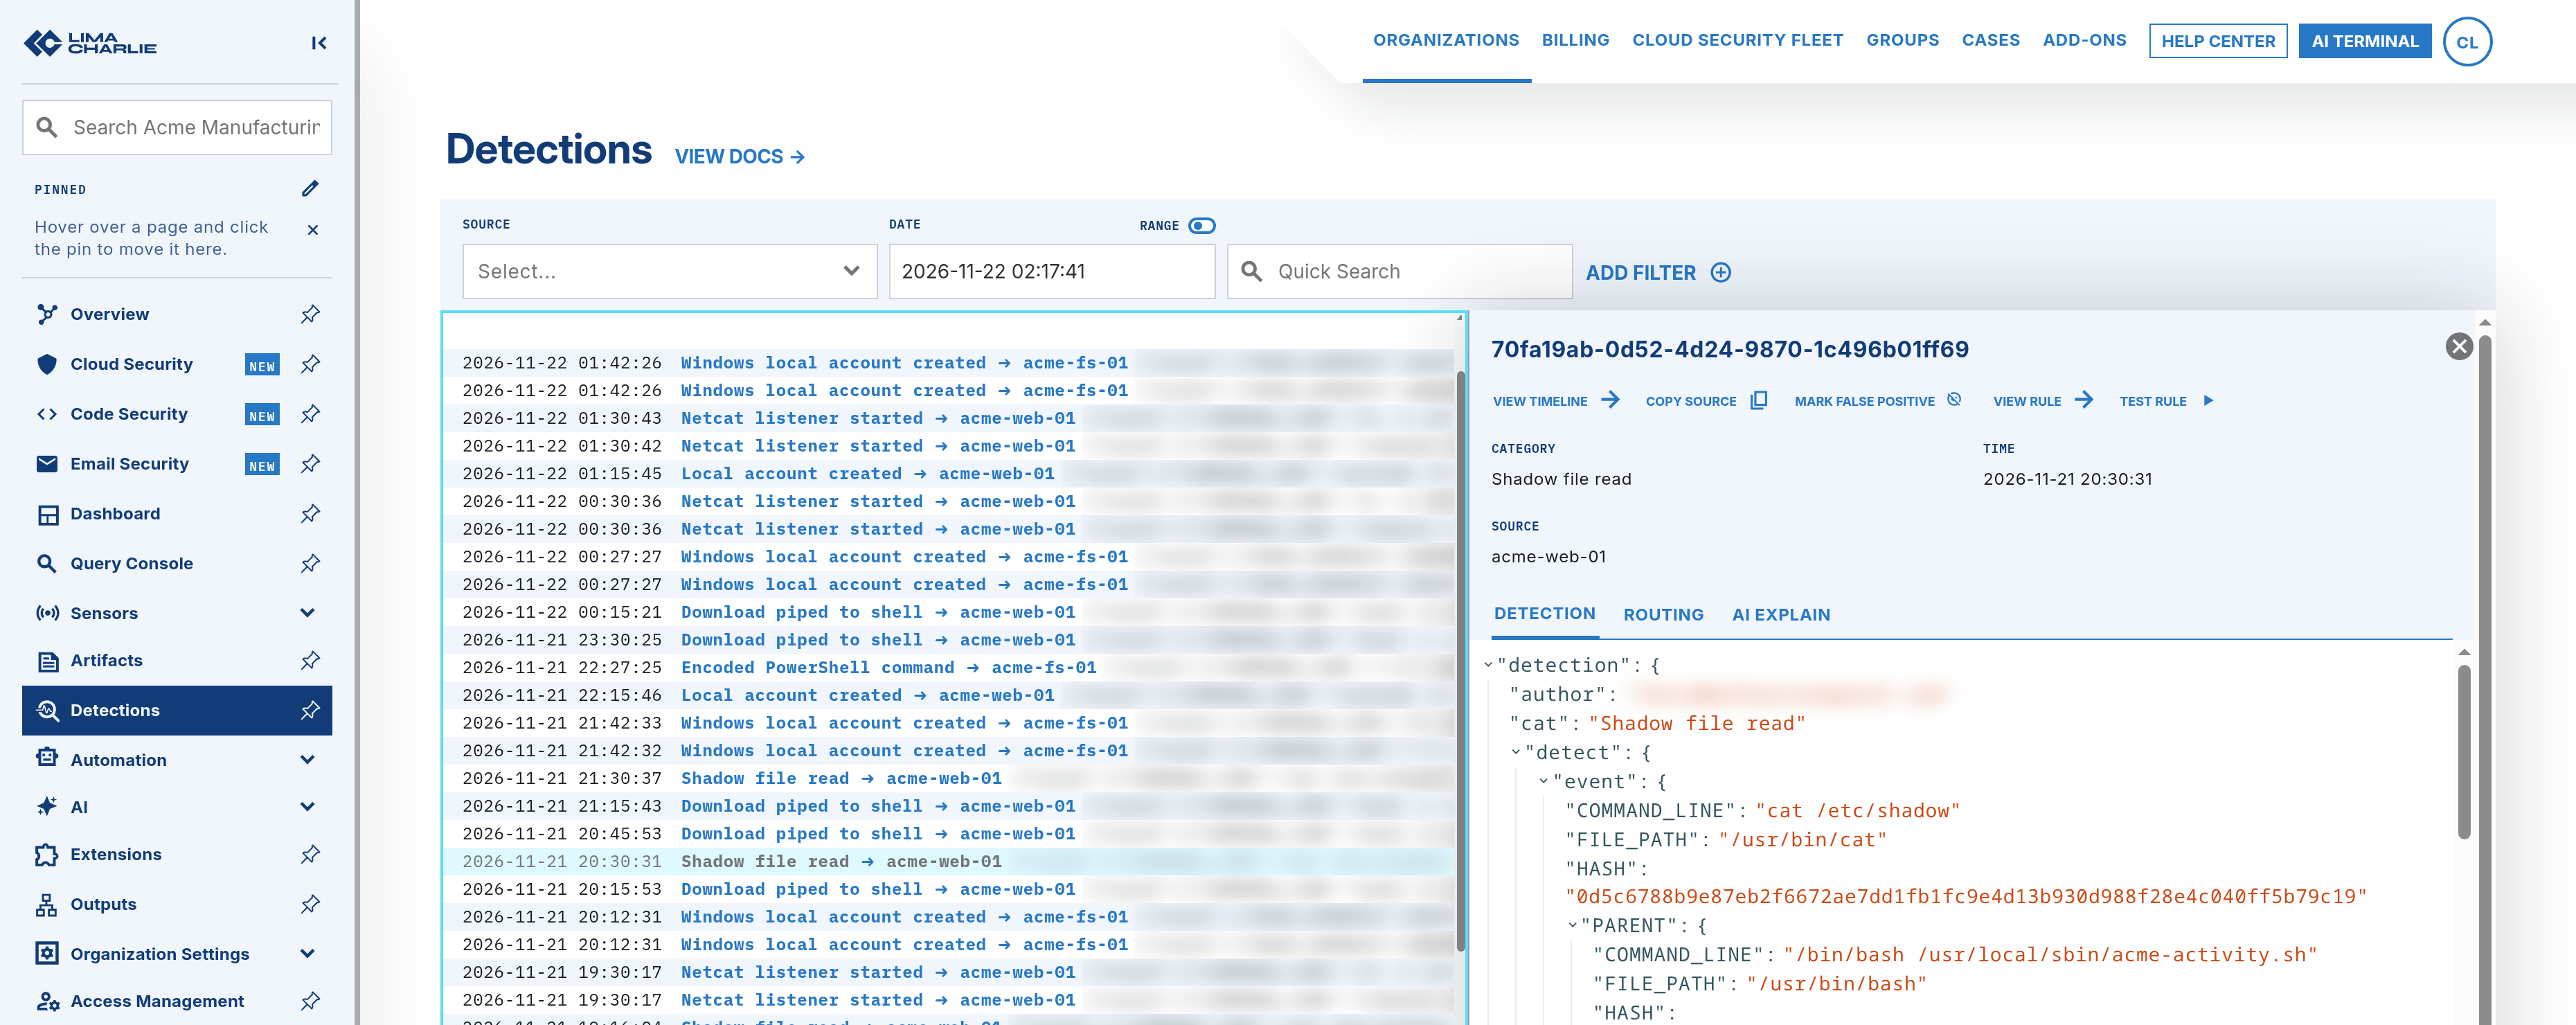 LIMA
CHARLIE
Search Acme Manufacturin
PINNED
Hover over a page and click
the pin to move it here.
Overview
Cloud Security NEW
Code Security NEW
Email Security NEW
Dashboard
Query Console
Sensors
Artifacts
Detections
Automation
AI
Extensions
Outputs
Organization Settings
Access Management
ORGANIZATIONS BILLING CLOUD SECURITY FLEET GROUPS CASES ADD-ONS HELP CENTER AI TERMINAL CL
Detections VIEW DOCS →
SOURCE DATE RANGE
Select... 2026-11-22 02:17:41 Quick Search ADD FILTER
2026-11-22 01:42:26 Windows local account created → acme-fs-01
2026-11-22 01:42:26 Windows local account created → acme-fs-01
2026-11-22 01:30:43 Netcat listener started → acme-web-01
2026-11-22 01:30:42 Netcat listener started → acme-web-01
2026-11-22 01:15:45 Local account created → acme-web-01
2026-11-22 00:30:36 Netcat listener started → acme-web-01
2026-11-22 00:30:36 Netcat listener started → acme-web-01
2026-11-22 00:27:27 Windows local account created → acme-fs-01
2026-11-22 00:27:27 Windows local account created → acme-fs-01
2026-11-22 00:15:21 Download piped to shell → acme-web-01
2026-11-21 23:30:25 Download piped to shell → acme-web-01
2026-11-21 22:27:25 Encoded PowerShell command → acme-fs-01
2026-11-21 22:15:46 Local account created → acme-web-01
2026-11-21 21:42:33 Windows local account created → acme-fs-01
2026-11-21 21:42:32 Windows local account created → acme-fs-01
2026-11-21 21:30:37 Shadow file read → acme-web-01
2026-11-21 21:15:43 Download piped to shell → acme-web-01
2026-11-21 20:45:53 Download piped to shell → acme-web-01
2026-11-21 20:30:31 Shadow file read → acme-web-01
2026-11-21 20:15:53 Download piped to shell → acme-web-01
2026-11-21 20:12:31 Windows local account created → acme-fs-01
2026-11-21 20:12:31 Windows local account created → acme-fs-01
2026-11-21 19:30:17 Netcat listener started → acme-web-01
2026-11-21 19:30:17 Netcat listener started → acme-web-01
70fa19ab-0d52-4d24-9870-1c496b01ff69
VIEW TIMELINE COPY SOURCE MARK FALSE POSITIVE VIEW RULE TEST RULE
CATEGORY TIME
Shadow file read 2026-11-21 20:30:31
SOURCE
acme-web-01
DETECTION ROUTING AI EXPLAIN
"detection": {
"author":
"cat": "Shadow file read"
"detect": {
"event": {
"COMMAND_LINE": "cat /etc/shadow"
"FILE_PATH": "/usr/bin/cat"
"HASH":
"0d5c6788b9e87eb2f6672ae7dd1fb1fc9e4d13b930d988f28e4c040ff5b79c19"
"PARENT": {
"COMMAND_LINE": "/bin/bash /usr/local/sbin/acme-activity.sh"
"FILE_PATH": "/usr/bin/bash"
"HASH":